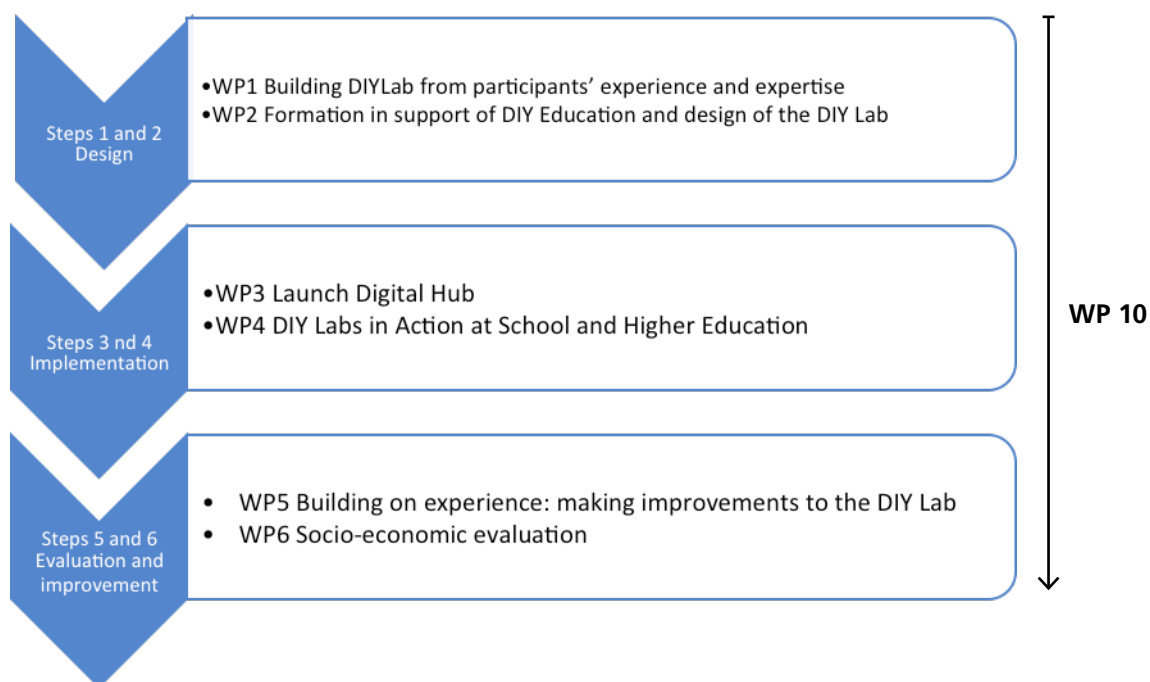 Steps 1 and 2
Design
•WP1 Building DIYLab from participants’ experience and expertise
•WP2 Formation in support of DIY Education and design of the DIY Lab
Steps 3 nd 4
Implementation
•WP3 Launch Digital Hub
•WP4 DIY Labs in Action at School and Higher Education
Steps 5 and 6
Evaluation and
improvement
• WP5 Building on experience: making improvements to the DIY Lab
• WP6 Socio-economic evaluation
WP 10